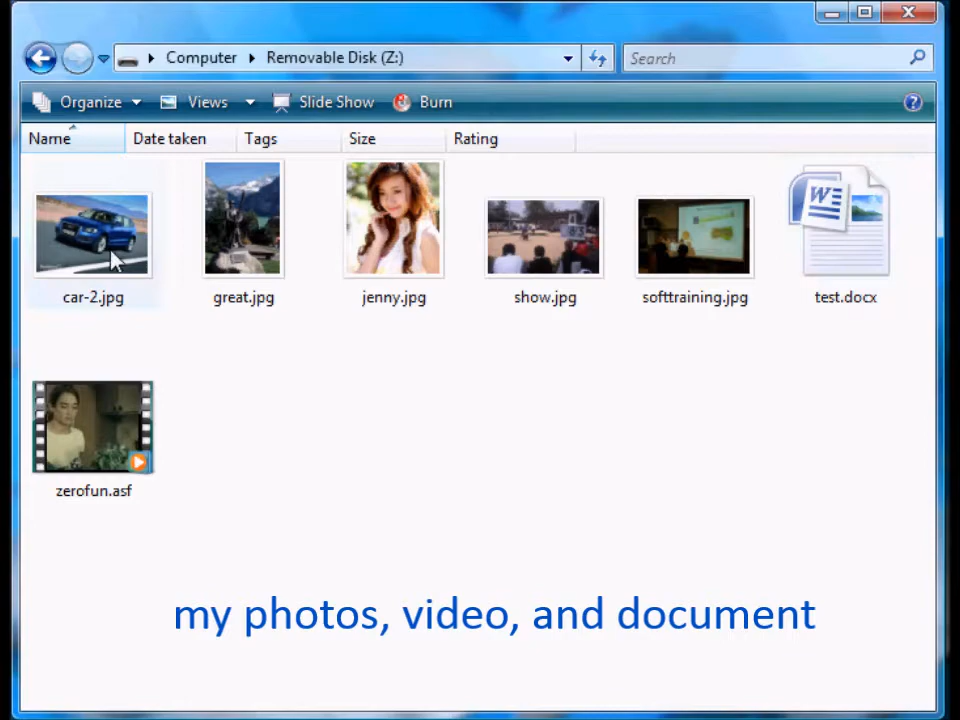 Computer Removable Disk (Z:) Search
Organize Views Slide Show Burn ?
Name Date taken Tags Size Rating
W
car-2.jpg great.jpg jenny.jpg show.jpg softtraining.jpg test.docx
zerofun.asf
my photos, video, and document